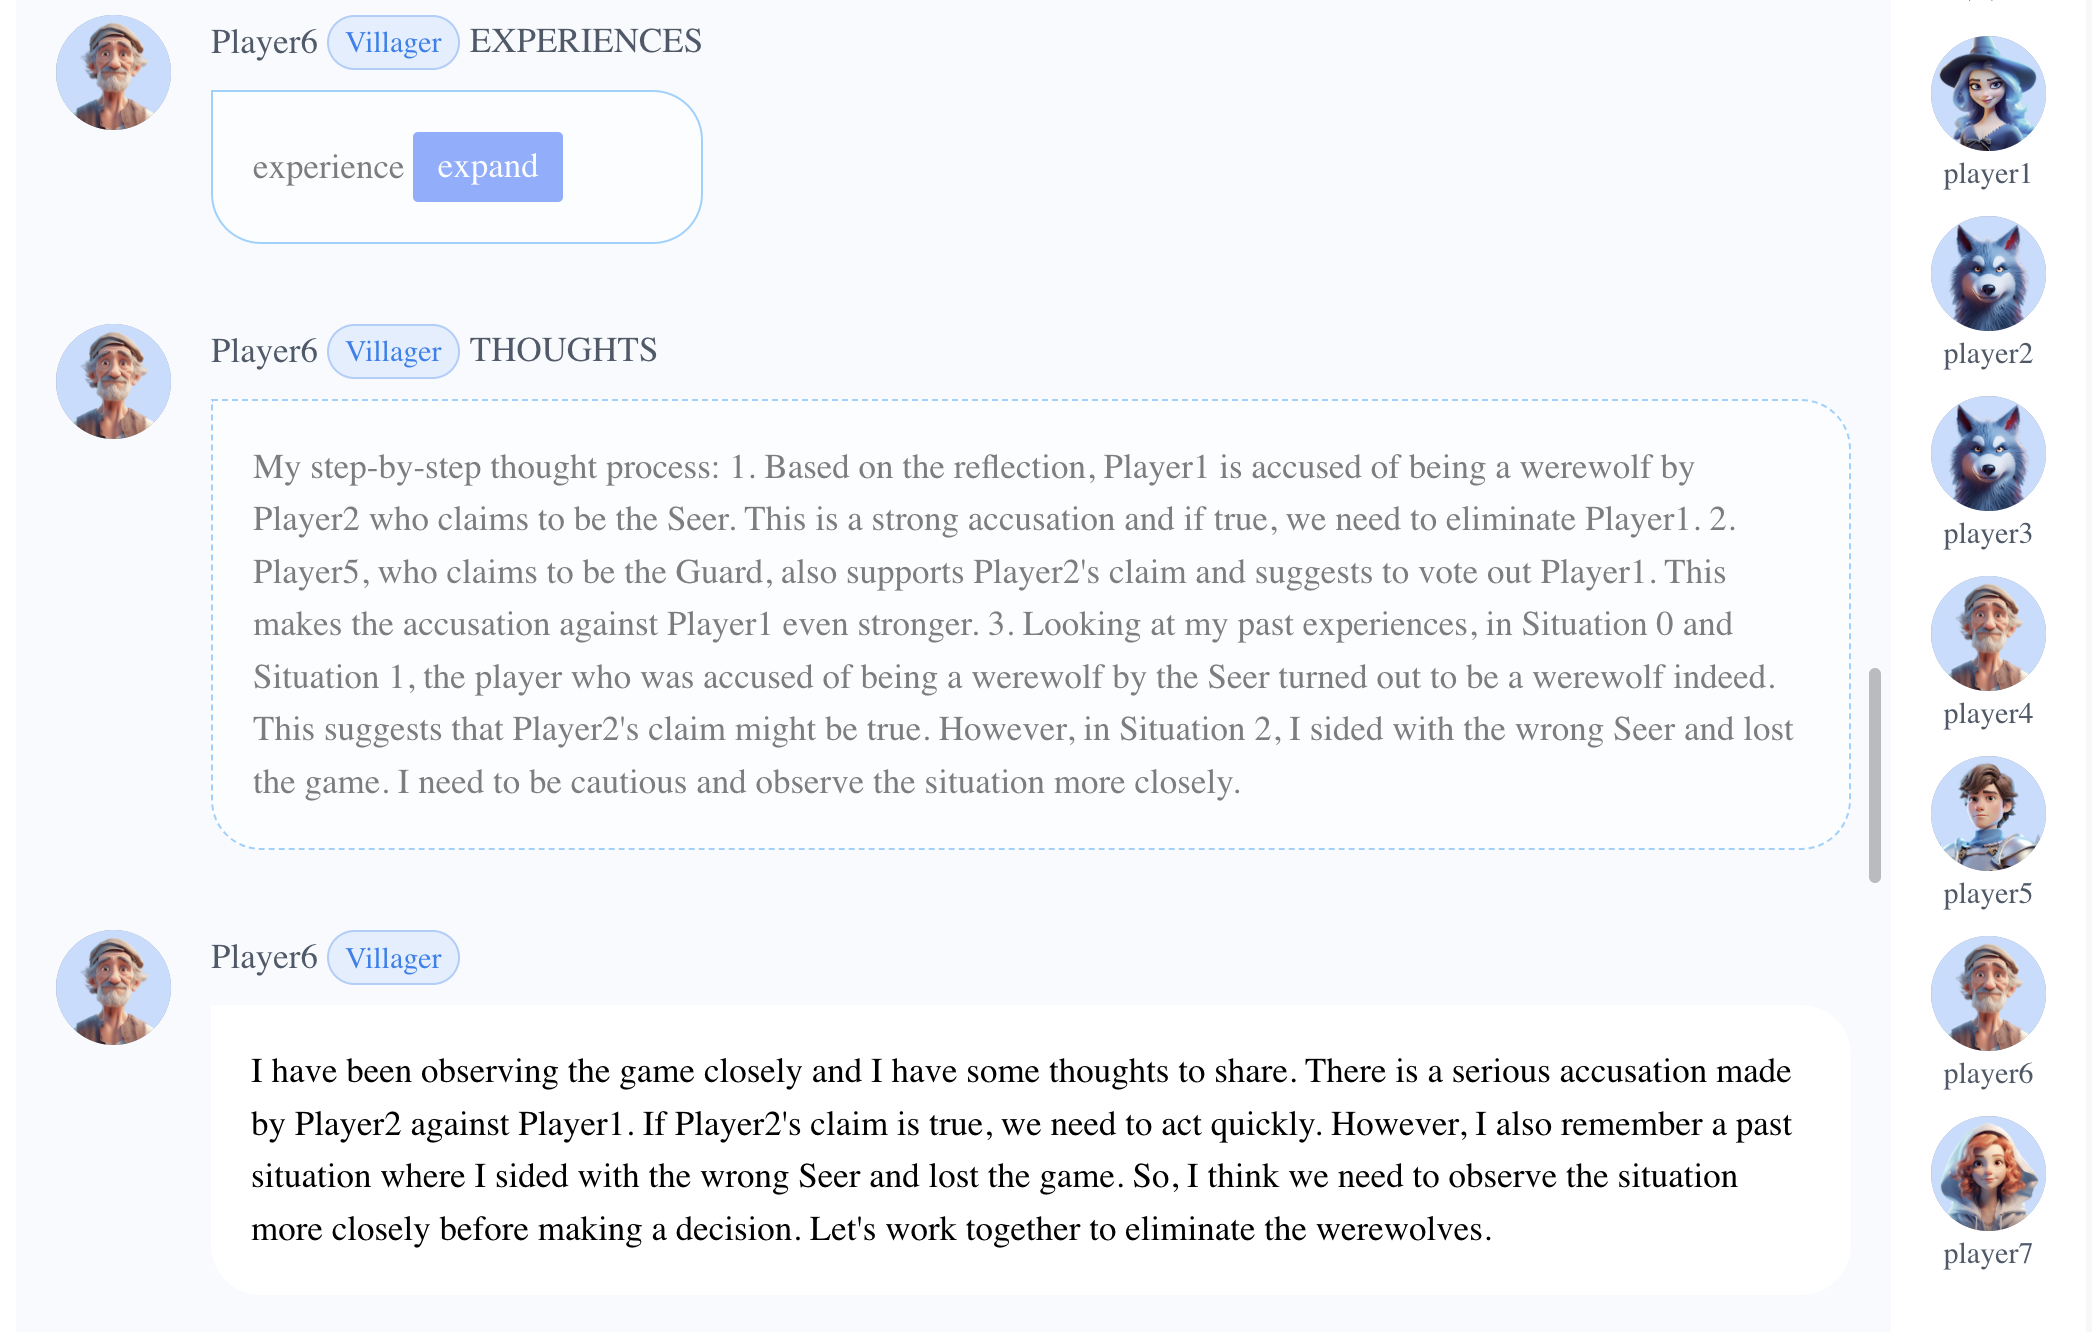 Player6 Villager EXPERIENCES
experience expand
Player6 Villager THOUGHTS
My step-by-step thought process: 1. Based on the reflection, Player1 is accused of being a werewolf by
Player2 who claims to be the Seer. This is a strong accusation and if true, we need to eliminate Player1. 2.
Player5, who claims to be the Guard, also supports Player2's claim and suggests to vote out Player1. This
makes the accusation against Player1 even stronger. 3. Looking at my past experiences, in Situation 0 and
Situation 1, the player who was accused of being a werewolf by the Seer turned out to be a werewolf indeed.
This suggests that Player2's claim might be true. However, in Situation 2, I sided with the wrong Seer and lost
the game. I need to be cautious and observe the situation more closely.
Player6 Villager
I have been observing the game closely and I have some thoughts to share. There is a serious accusation made
by Player2 against Player1. If Player2's claim is true, we need to act quickly. However, I also remember a past
situation where I sided with the wrong Seer and lost the game. So, I think we need to observe the situation
more closely before making a decision. Let's work together to eliminate the werewolves.
player1
player2
player3
player4
player5
player6
player7